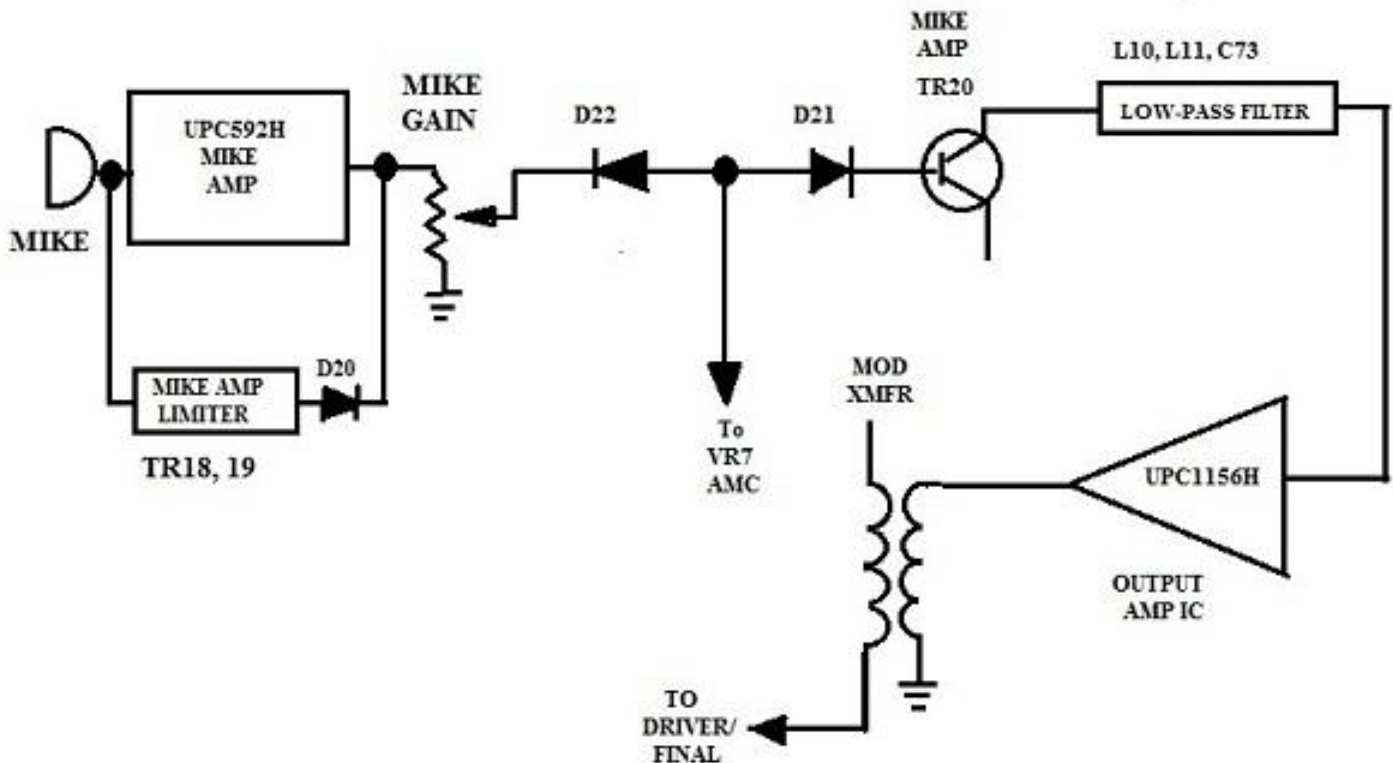 MIKE
UPC592H
MIKE
AMP
MIKE
GAIN
D22
D21
MIKE
AMP
TR20
L10, L11, C73
LOW-PASS FILTER
MIKE AMP
LIMITER
D20
TR18, 19
To
VR7
AMC
MOD
XMFR
UPC1156H
OUTPUT
AMP IC
TO
DRIVER/
FINAL